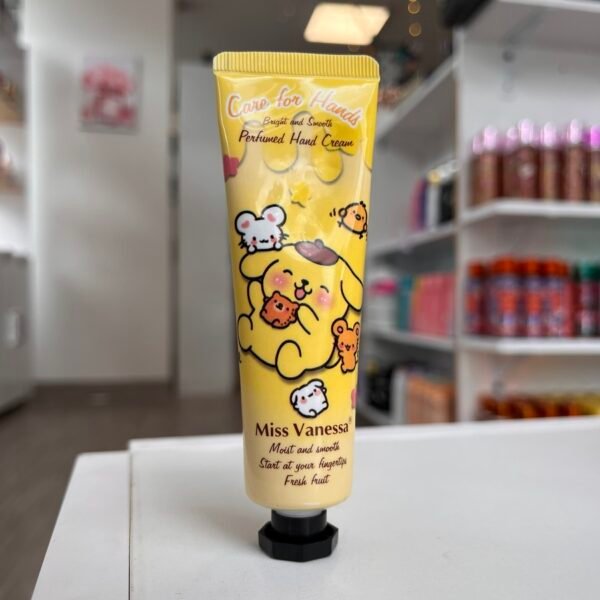 Care for Hands
Bright and Smooth
Perfumed Hand Cream
Miss Vanessa®
Moist and smooth
Start at your fingertips
Fresh fruit